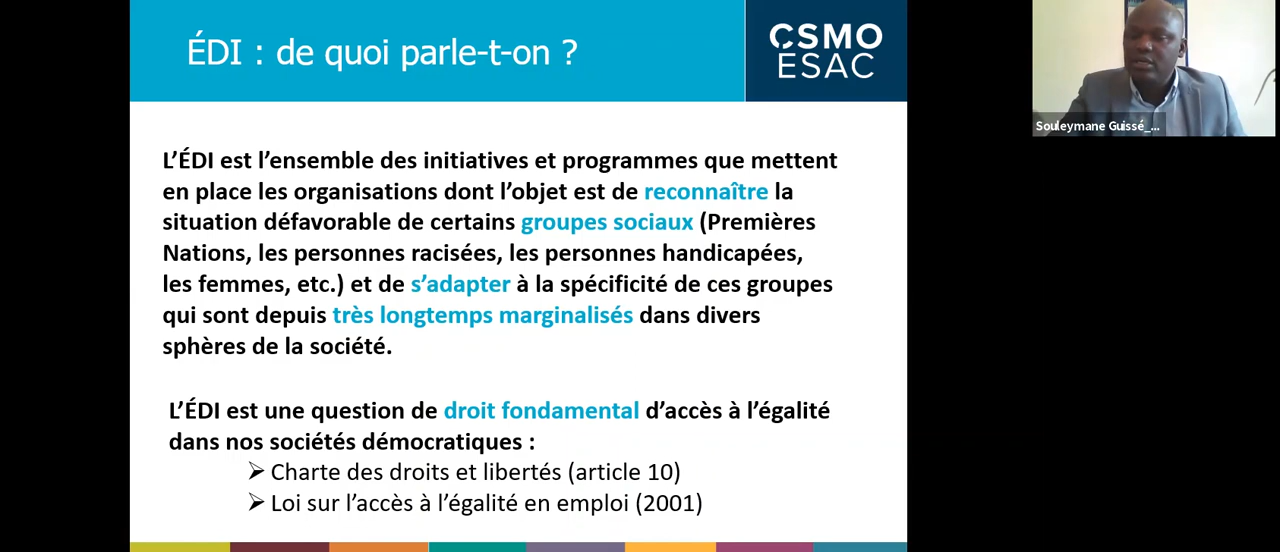 ÉDI : de quoi parle-t-on ?
CSMO
ÉSAC
Souleymane Guissé_...
L'ÉDI est l'ensemble des initiatives et programmes que mettent
en place les organisations dont l'objet est de reconnaître la
situation défavorable de certains groupes sociaux (Premières
Nations, les personnes racisées, les personnes handicapées,
les femmes, etc.) et de s'adapter à la spécificité de ces groupes
qui sont depuis très longtemps marginalisés dans divers
sphères de la société.
L'ÉDI est une question de droit fondamental d'accès à l'égalité
dans nos sociétés démocratiques :
➢ Charte des droits et libertés (article 10)
➢ Loi sur l'accès à l'égalité en emploi (2001)